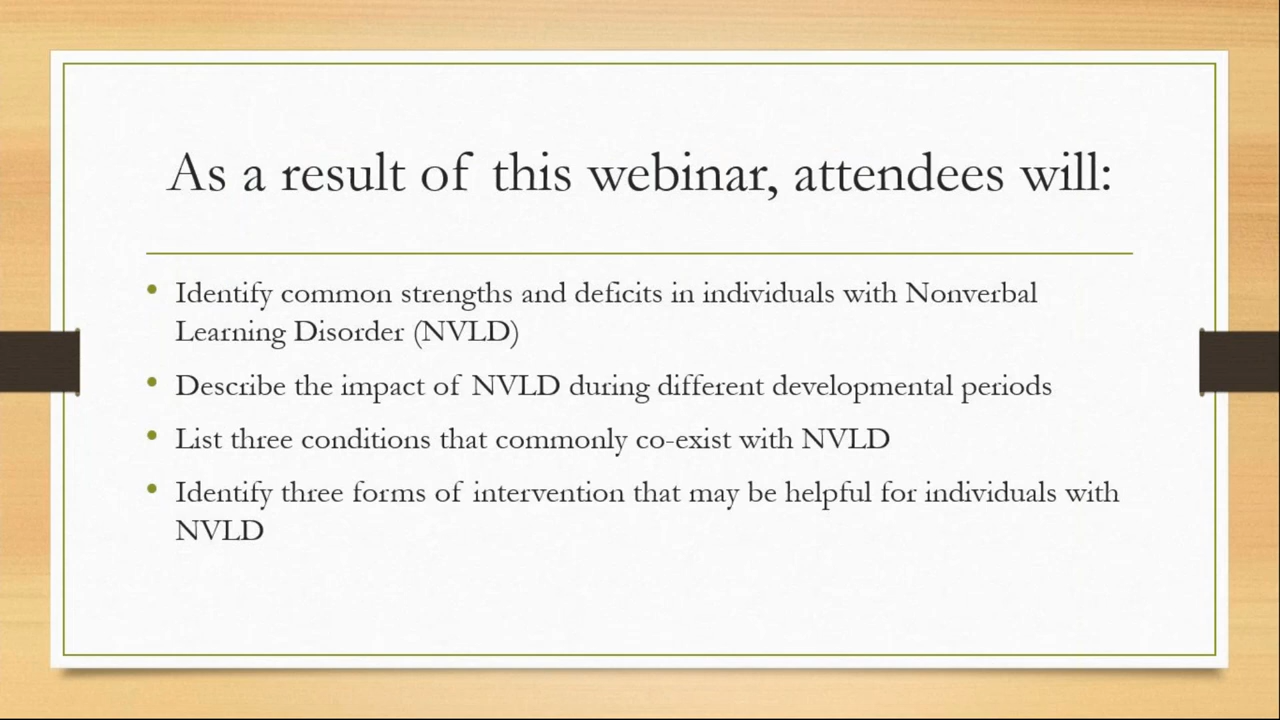 As a result of this webinar, attendees will:
• Identify common strengths and deficits in individuals with Nonverbal
Learning Disorder (NVLD)
• Describe the impact of NVLD during different developmental periods
• List three conditions that commonly co-exist with NVLD
• Identify three forms of intervention that may be helpful for individuals with
NVLD